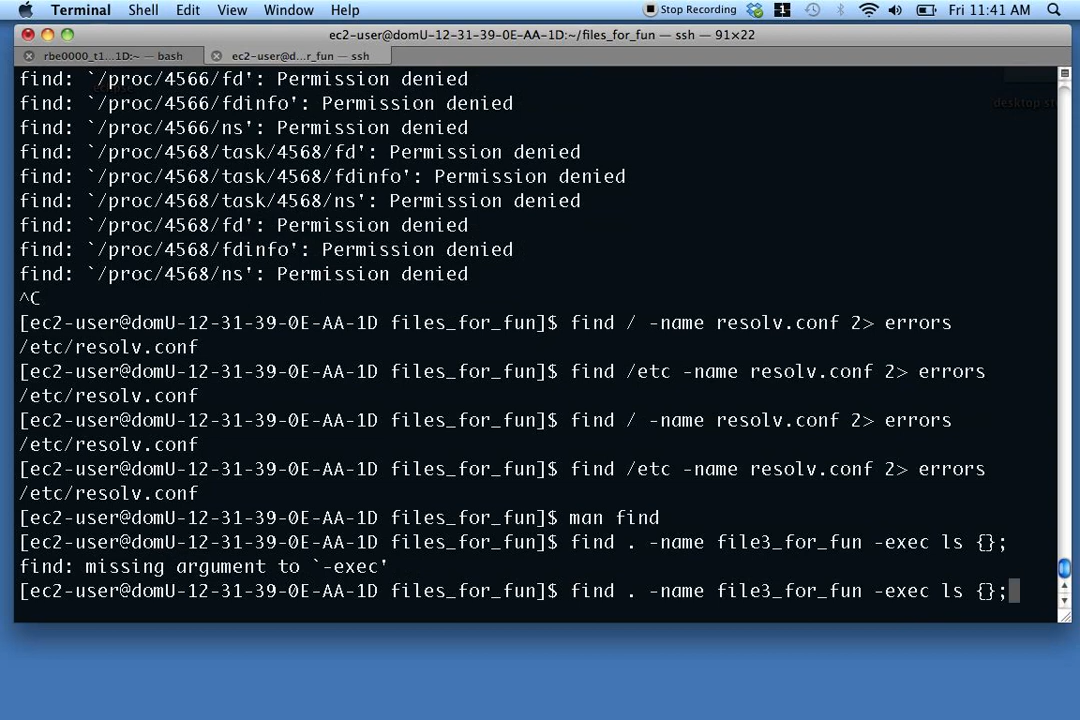 Terminal Shell Edit View Window Help Stop Recording 1 Fri 11:41 AM
ec2-user@domU-12-31-39-0E-AA-1D:~/files_for_fun — ssh — 91×22
rbe0000_t1...1D:~ — bash ec2-user@d...r_fun — ssh
find: `/proc/4566/fd': Permission denied
find: `/proc/4566/fdinfo': Permission denied
find: `/proc/4566/ns': Permission denied
find: `/proc/4568/task/4568/fd': Permission denied
find: `/proc/4568/task/4568/fdinfo': Permission denied
find: `/proc/4568/task/4568/ns': Permission denied
find: `/proc/4568/fd': Permission denied
find: `/proc/4568/fdinfo': Permission denied
find: `/proc/4568/ns': Permission denied
^C
[ec2-user@domU-12-31-39-0E-AA-1D files_for_fun]$ find / -name resolv.conf 2> errors
/etc/resolv.conf
[ec2-user@domU-12-31-39-0E-AA-1D files_for_fun]$ find /etc -name resolv.conf 2> errors
/etc/resolv.conf
[ec2-user@domU-12-31-39-0E-AA-1D files_for_fun]$ find / -name resolv.conf 2> errors
/etc/resolv.conf
[ec2-user@domU-12-31-39-0E-AA-1D files_for_fun]$ find /etc -name resolv.conf 2> errors
/etc/resolv.conf
[ec2-user@domU-12-31-39-0E-AA-1D files_for_fun]$ man find
[ec2-user@domU-12-31-39-0E-AA-1D files_for_fun]$ find . -name file3_for_fun -exec ls {};
find: missing argument to `-exec'
[ec2-user@domU-12-31-39-0E-AA-1D files_for_fun]$ find . -name file3_for_fun -exec ls {};